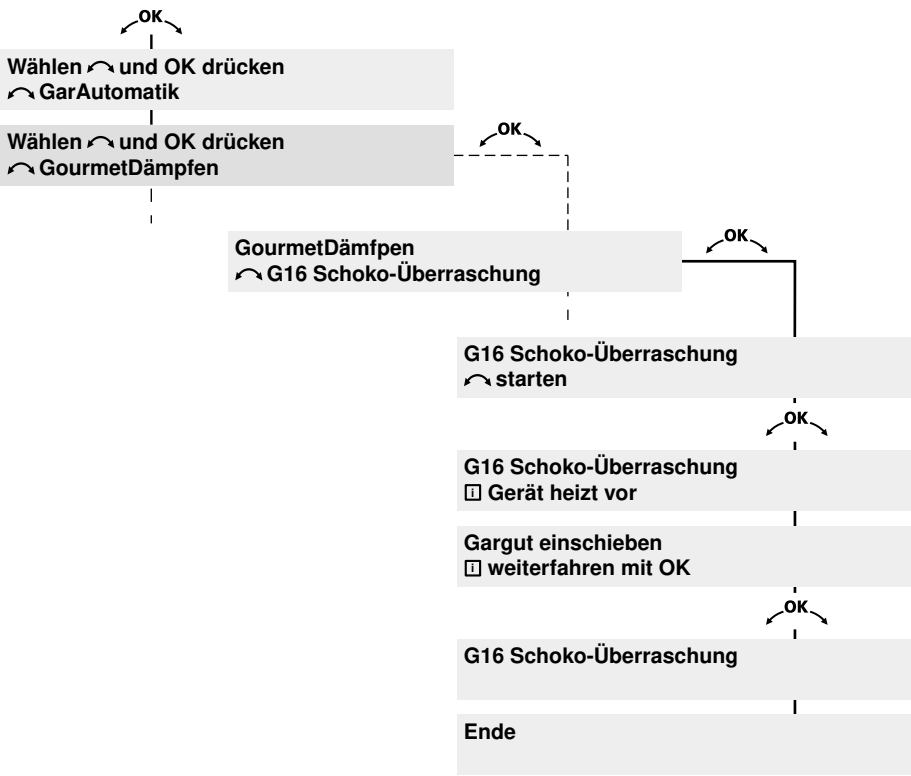 OK
Wählen und OK drücken
GarAutomatik
Wählen und OK drücken
GourmetDämpfen
OK
GourmetDämfpen
G16 Schoko-Überraschung
OK
G16 Schoko-Überraschung
starten
OK
G16 Schoko-Überraschung
i Gerät heizt vor
Gargut einschieben
i weiterfahren mit OK
OK
G16 Schoko-Überraschung
Ende